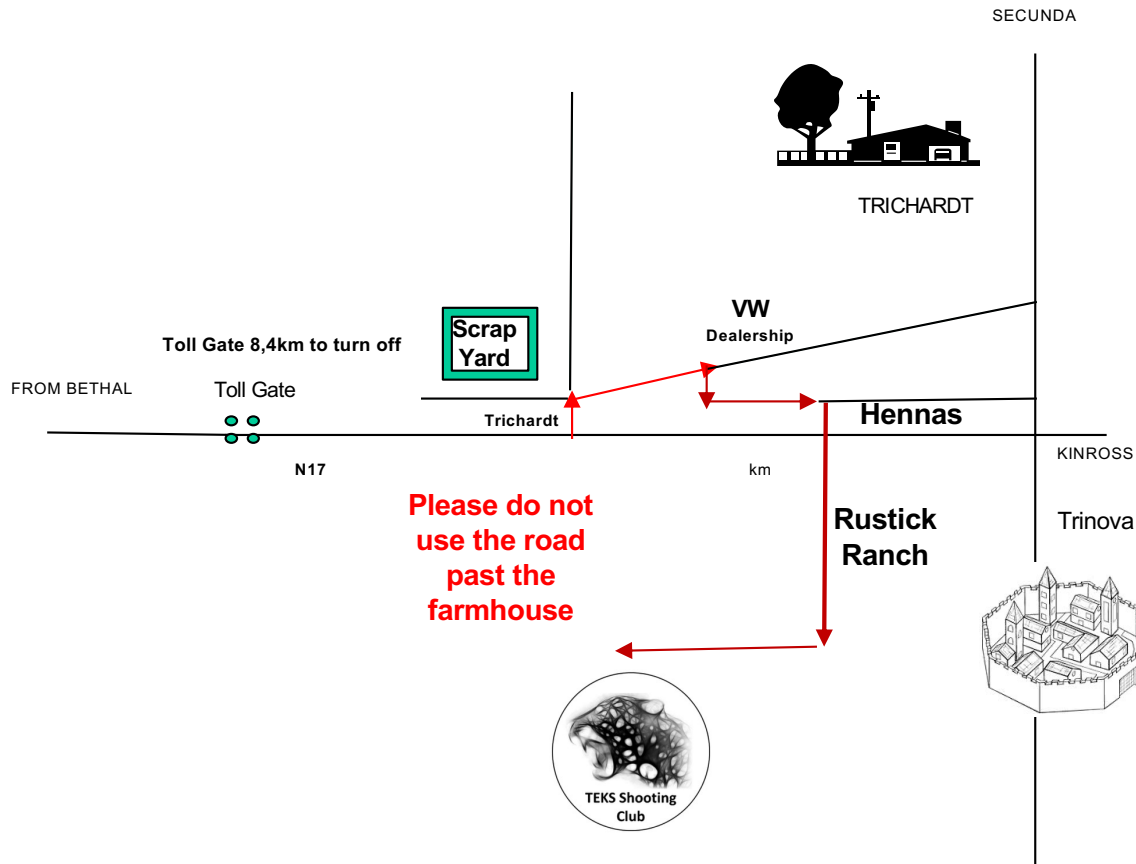 SECUNDA
TRICHARDT
VW
Dealership
Scrap
Yard
Toll Gate 8,4km to turn off
FROM BETHAL
Toll Gate
Trichardt
Hennas
KINROSS
N17
km
Please do not
use the road
past the
farmhouse
Rustick
Ranch
Trinova
TEKS Shooting
Club